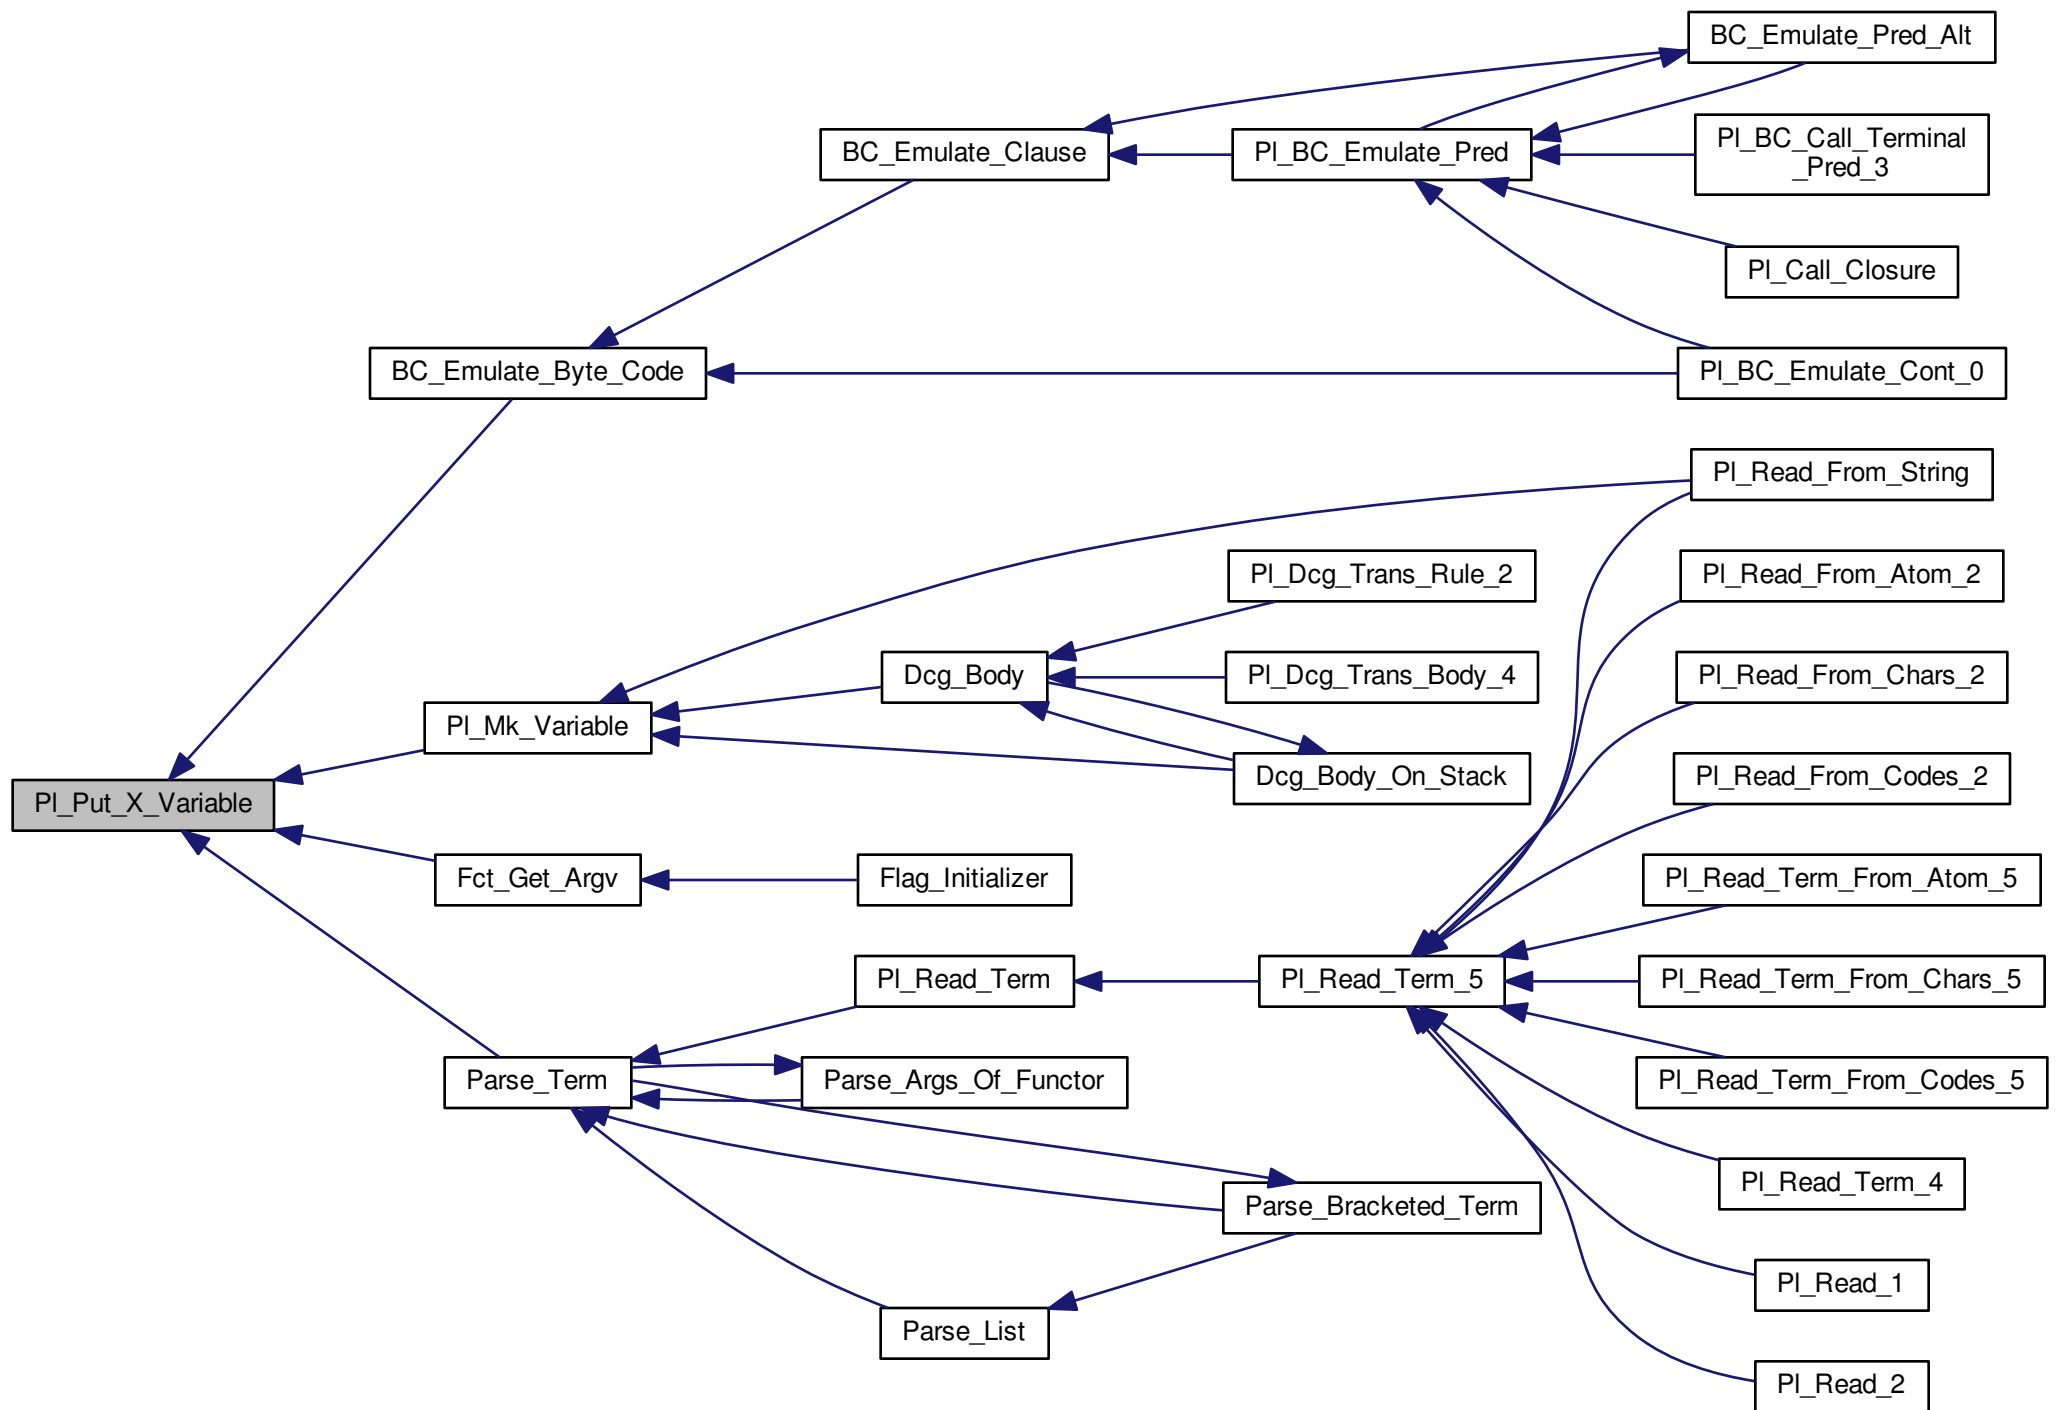 BC_Emulate_Pred_Alt
BC_Emulate_Clause
Pl_BC_Emulate_Pred
Pl_BC_Call_Terminal
_Pred_3
Pl_Call_Closure
BC_Emulate_Byte_Code
Pl_BC_Emulate_Cont_0
Pl_Read_From_String
Pl_Dcg_Trans_Rule_2
Pl_Read_From_Atom_2
Dcg_Body
Pl_Dcg_Trans_Body_4
Pl_Read_From_Chars_2
Pl_Mk_Variable
Dcg_Body_On_Stack
Pl_Read_From_Codes_2
Pl_Put_X_Variable
Fct_Get_Argv
Flag_Initializer
Pl_Read_Term_From_Atom_5
Pl_Read_Term
Pl_Read_Term_5
Pl_Read_Term_From_Chars_5
Parse_Term
Parse_Args_Of_Functor
Pl_Read_Term_From_Codes_5
Pl_Read_Term_4
Parse_Bracketed_Term
Pl_Read_1
Parse_List
Pl_Read_2